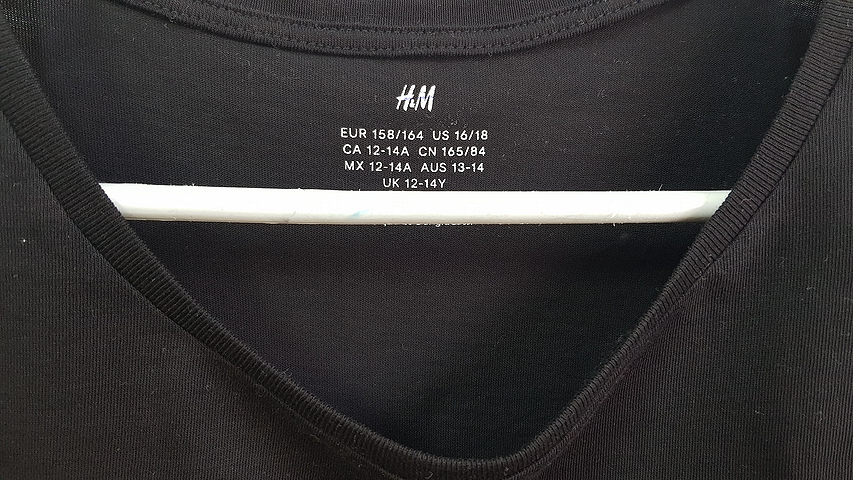 H&M
EUR 158/164 US 16/18
CA 12-14A CN 165/84
MX 12-14A AUS 13-14
UK 12-14Y